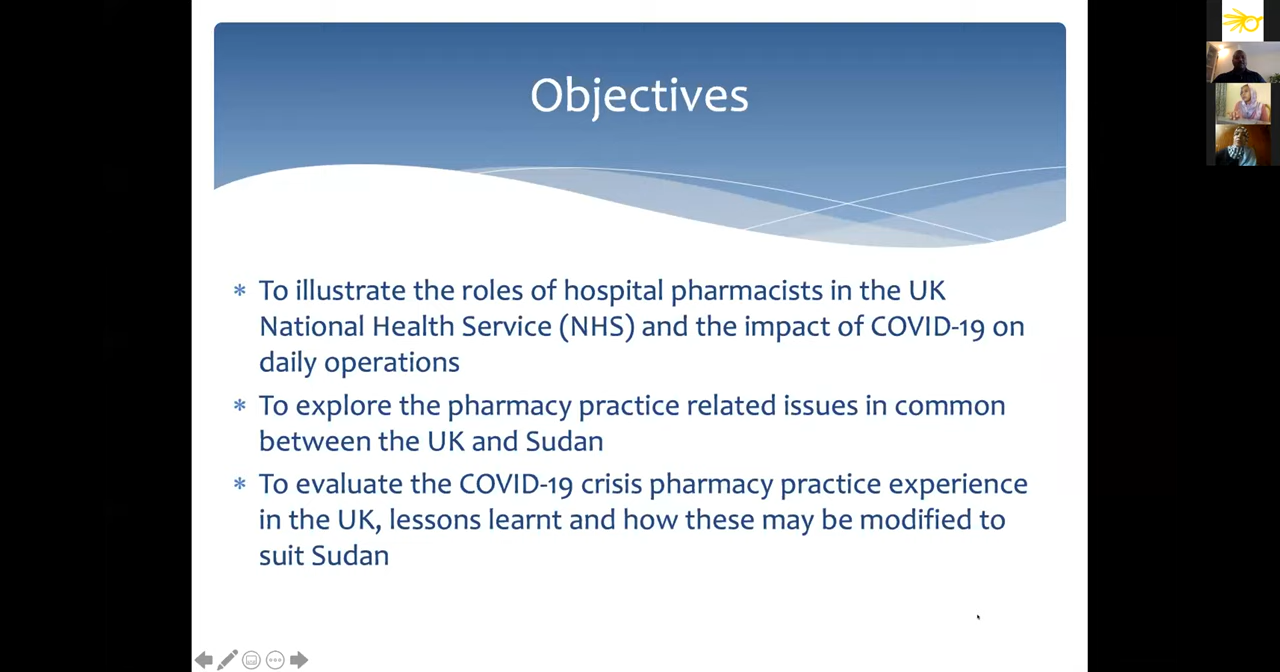 Objectives
* To illustrate the roles of hospital pharmacists in the UK
National Health Service (NHS) and the impact of COVID-19 on
daily operations
* To explore the pharmacy practice related issues in common
between the UK and Sudan
* To evaluate the COVID-19 crisis pharmacy practice experience
in the UK, lessons learnt and how these may be modified to
suit Sudan